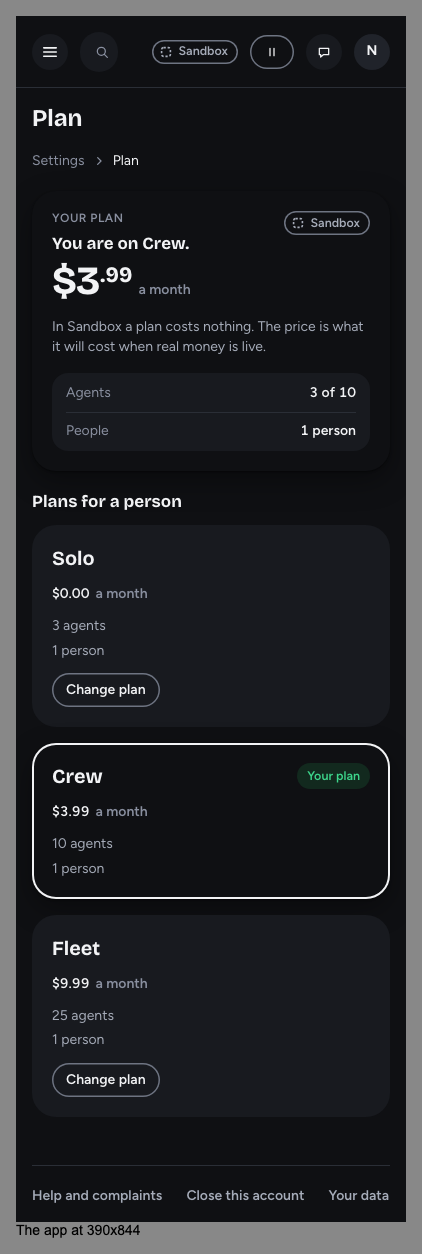 Sandbox
N
Plan
Settings > Plan
YOUR PLAN
Sandbox
You are on Crew.
$3.99 a month
In Sandbox a plan costs nothing. The price is what
it will cost when real money is live.
Agents 3 of 10
People 1 person
Plans for a person
Solo
$0.00 a month
3 agents
1 person
Change plan
Crew
Your plan
$3.99 a month
10 agents
1 person
Fleet
$9.99 a month
25 agents
1 person
Change plan
Help and complaints Close this account Your data
The app at 390x844